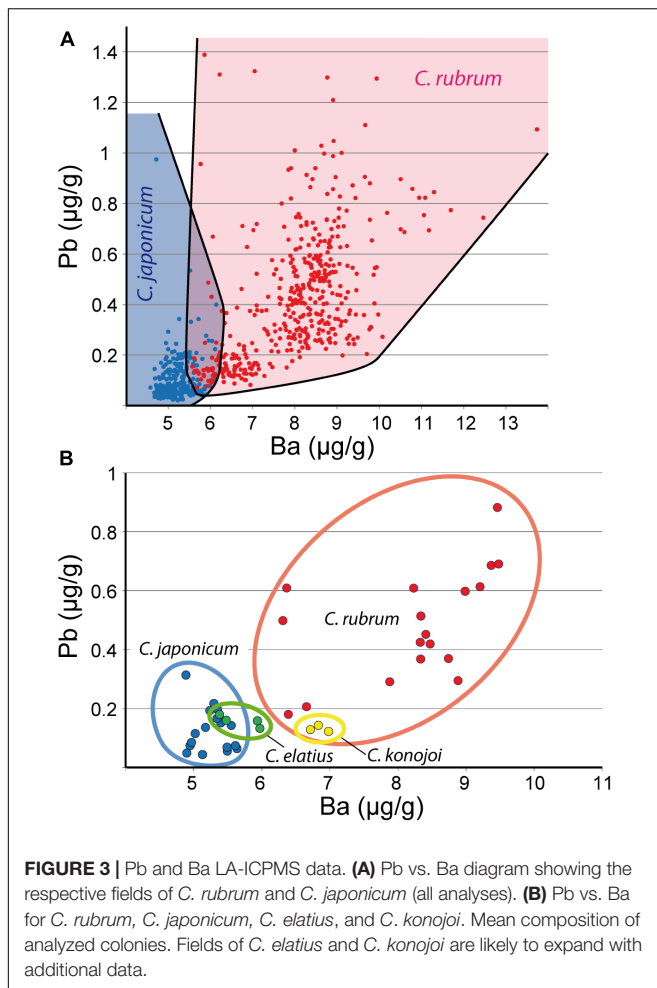 A
1.4
1.2
1
0.8
0.6
0.4
0.2
Pb (µg/g)
C. rubrum
C. japonicum
5 6 7 8 9 10 11 12 13
Ba (µg/g)
B
1
0.8
0.6
0.4
0.2
Pb (µg/g)
C. rubrum
C. japonicum
C. elatius
C. konojoi
5 6 7 8 9 10 11
Ba (µg/g)
FIGURE 3 | Pb and Ba LA-ICPMS data. (A) Pb vs. Ba diagram showing the
respective fields of C. rubrum and C. japonicum (all analyses). (B) Pb vs. Ba
for C. rubrum, C. japonicum, C. elatius, and C. konojoi. Mean composition of
analyzed colonies. Fields of C. elatius and C. konojoi are likely to expand with
additional data.